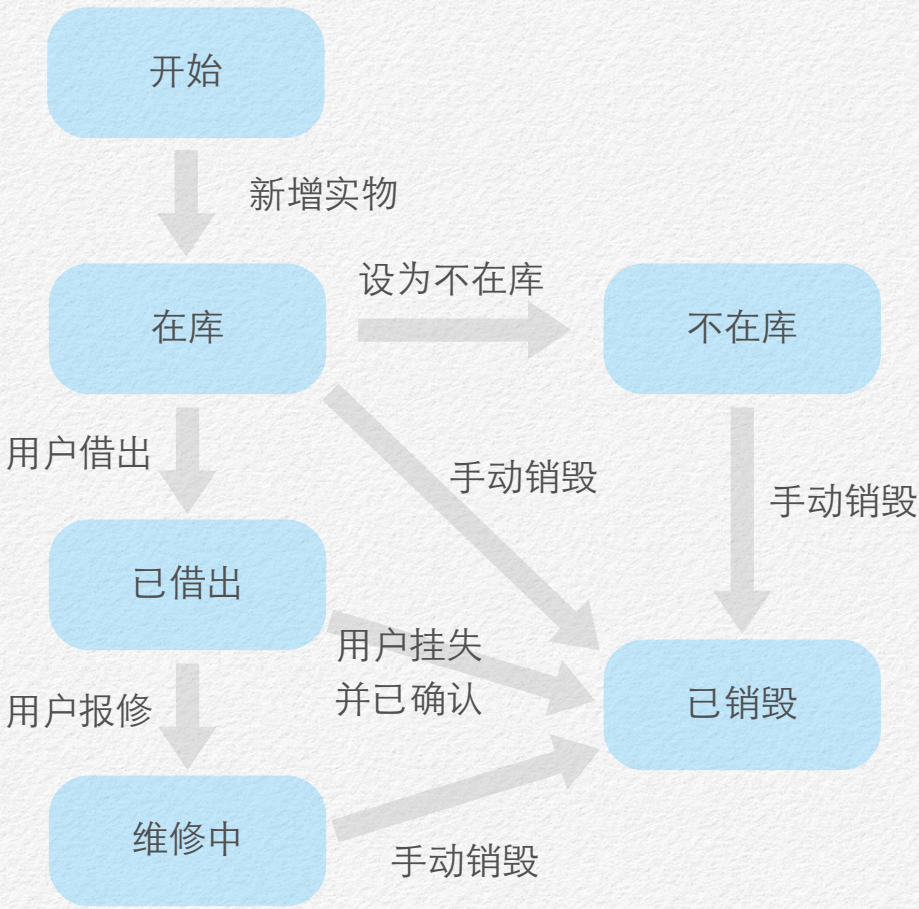 开始
新增实物
设为不在库
在库
不在库
用户借出
手动销毁
手动销毁
已借出
用户挂失
并已确认
用户报修
已销毁
维修中
手动销毁